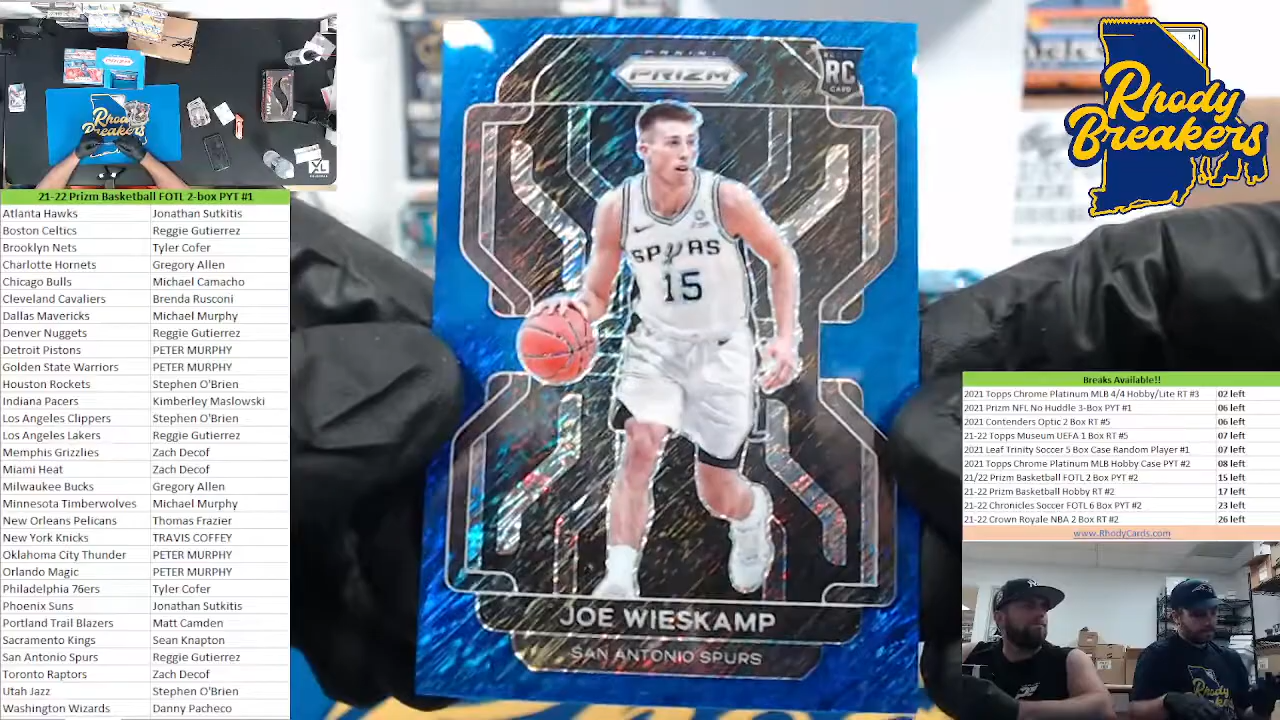 21-22 Prizm Basketball FOTL 2-box PYT #1
Atlanta Hawks Jonathan Sutkitis
Boston Celtics Reggie Gutierrez
Brooklyn Nets Tyler Cofer
Charlotte Hornets Gregory Allen
Chicago Bulls Michael Camacho
Cleveland Cavaliers Brenda Rusconi
Dallas Mavericks Michael Murphy
Denver Nuggets Reggie Gutierrez
Detroit Pistons PETER MURPHY
Golden State Warriors PETER MURPHY
Houston Rockets Stephen O'Brien
Indiana Pacers Kimberley Maslowski
Los Angeles Clippers Stephen O'Brien
Los Angeles Lakers Reggie Gutierrez
Memphis Grizzlies Zach Decof
Miami Heat Zach Decof
Milwaukee Bucks Gregory Allen
Minnesota Timberwolves Michael Murphy
New Orleans Pelicans Thomas Frazier
New York Knicks TRAVIS COFFEY
Oklahoma City Thunder PETER MURPHY
Orlando Magic PETER MURPHY
Philadelphia 76ers Tyler Cofer
Phoenix Suns Jonathan Sutkitis
Portland Trail Blazers Matt Camden
Sacramento Kings Sean Knapton
San Antonio Spurs Reggie Gutierrez
Toronto Raptors Zach Decof
Utah Jazz Stephen O'Brien
Washington Wizards Danny Pacheco
PANINI
PRIZM
RC
CARD
SPURS
15
JOE WIESKAMP
SAN ANTONIO SPURS
1/1
Rhody
Breakers
Breaks Available!!
2021 Topps Chrome Platinum MLB 4/4 Hobby/Lite RT #3 02 left
2021 Prizm NFL No Huddle 3-Box PYT #1 06 left
2021 Contenders Optic 2 Box RT #5 06 left
21-22 Topps Museum UEFA 1 Box RT #5 07 left
2021 Leaf Trinity Soccer 5 Box Case Random Player #1 07 left
2021 Topps Chrome Platinum MLB Hobby Case PYT #2 08 left
21/22 Prizm Basketball FOTL 2 Box PYT #2 15 left
21-22 Prizm Basketball Hobby RT #2 17 left
21-22 Chronicles Soccer FOTL 6 Box PYT #2 23 left
21-22 Crown Royale NBA 2 Box RT #2 26 left
www.RhodyCards.com
Rhody
Breakers